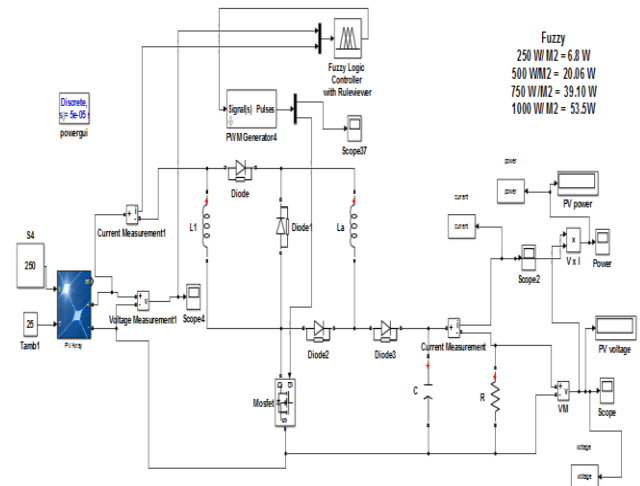 Fuzzy
250 W/M2 = 6.8 W
500 W/M2 = 20.06 W
750 W/M2 = 39.10 W
1000 W/M2 = 53.5W
Fuzzy Logic
Controller
with Ruleviewer
Discrete,
s = 5e-05 s
powergui
Signal(s) Pulses
PWM Generator4
Scope37
Diode
power
power
PV power
current
current
L1
Diode1
La
Current Measurement1
V x I
Power
Scope2
S4
250
Voltage Measurement1
Scope4
25
Tamb1
PV Array
Diode2
Diode3
Current Measurement
PV voltage
C
R
VM
Scope
Mosfet
voltage
voltage